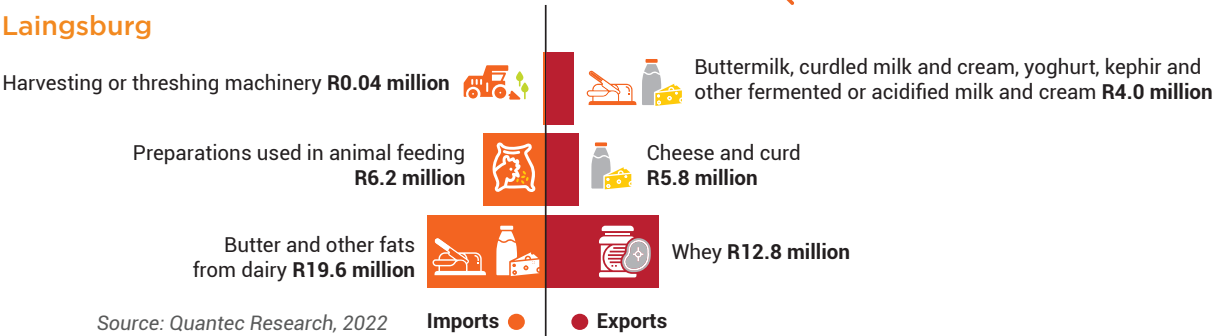 Laingsburg
Harvesting or threshing machinery R0.04 million
Buttermilk, curdled milk and cream, yoghurt, kephir and
other fermented or acidified milk and cream R4.0 million
Preparations used in animal feeding
R6.2 million
Cheese and curd
R5.8 million
Butter and other fats
from dairy R19.6 million
Whey R12.8 million
Source: Quantec Research, 2022
Imports
Exports